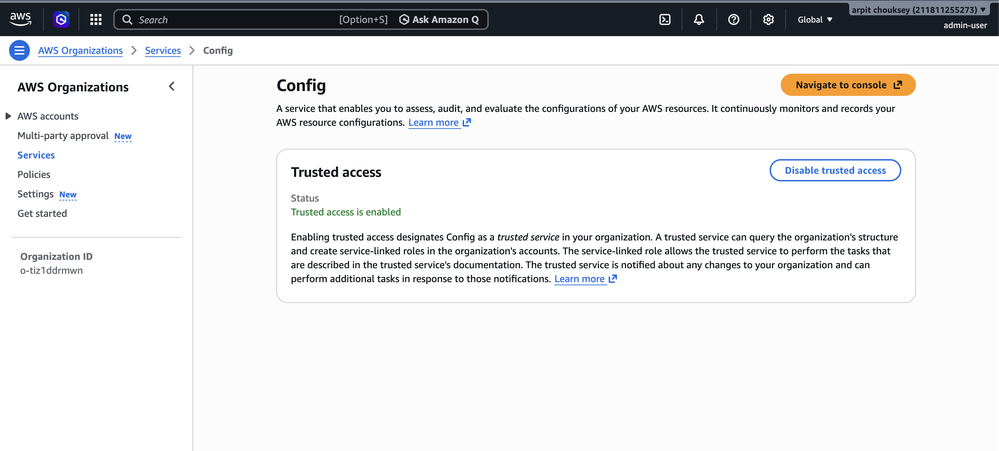 aws
Search
[Option+S]
Ask Amazon Q
Global
arpit chouksey (211811255273)
admin-user
AWS Organizations
Services
Config
AWS Organizations
AWS accounts
Multi-party approval New
Services
Policies
Settings New
Get started
Organization ID
o-tiz1ddrmwn
Config
Navigate to console
A service that enables you to assess, audit, and evaluate the configurations of your AWS resources. It continuously monitors and records your
AWS resource configurations. Learn more
Trusted access
Disable trusted access
Status
Trusted access is enabled
Enabling trusted access designates Config as a trusted service in your organization. A trusted service can query the organization's structure
and create service-linked roles in the organization's accounts. The service-linked role allows the trusted service to perform the tasks that
are described in the trusted service's documentation. The trusted service is notified about any changes to your organization and can
perform additional tasks in response to those notifications. Learn more